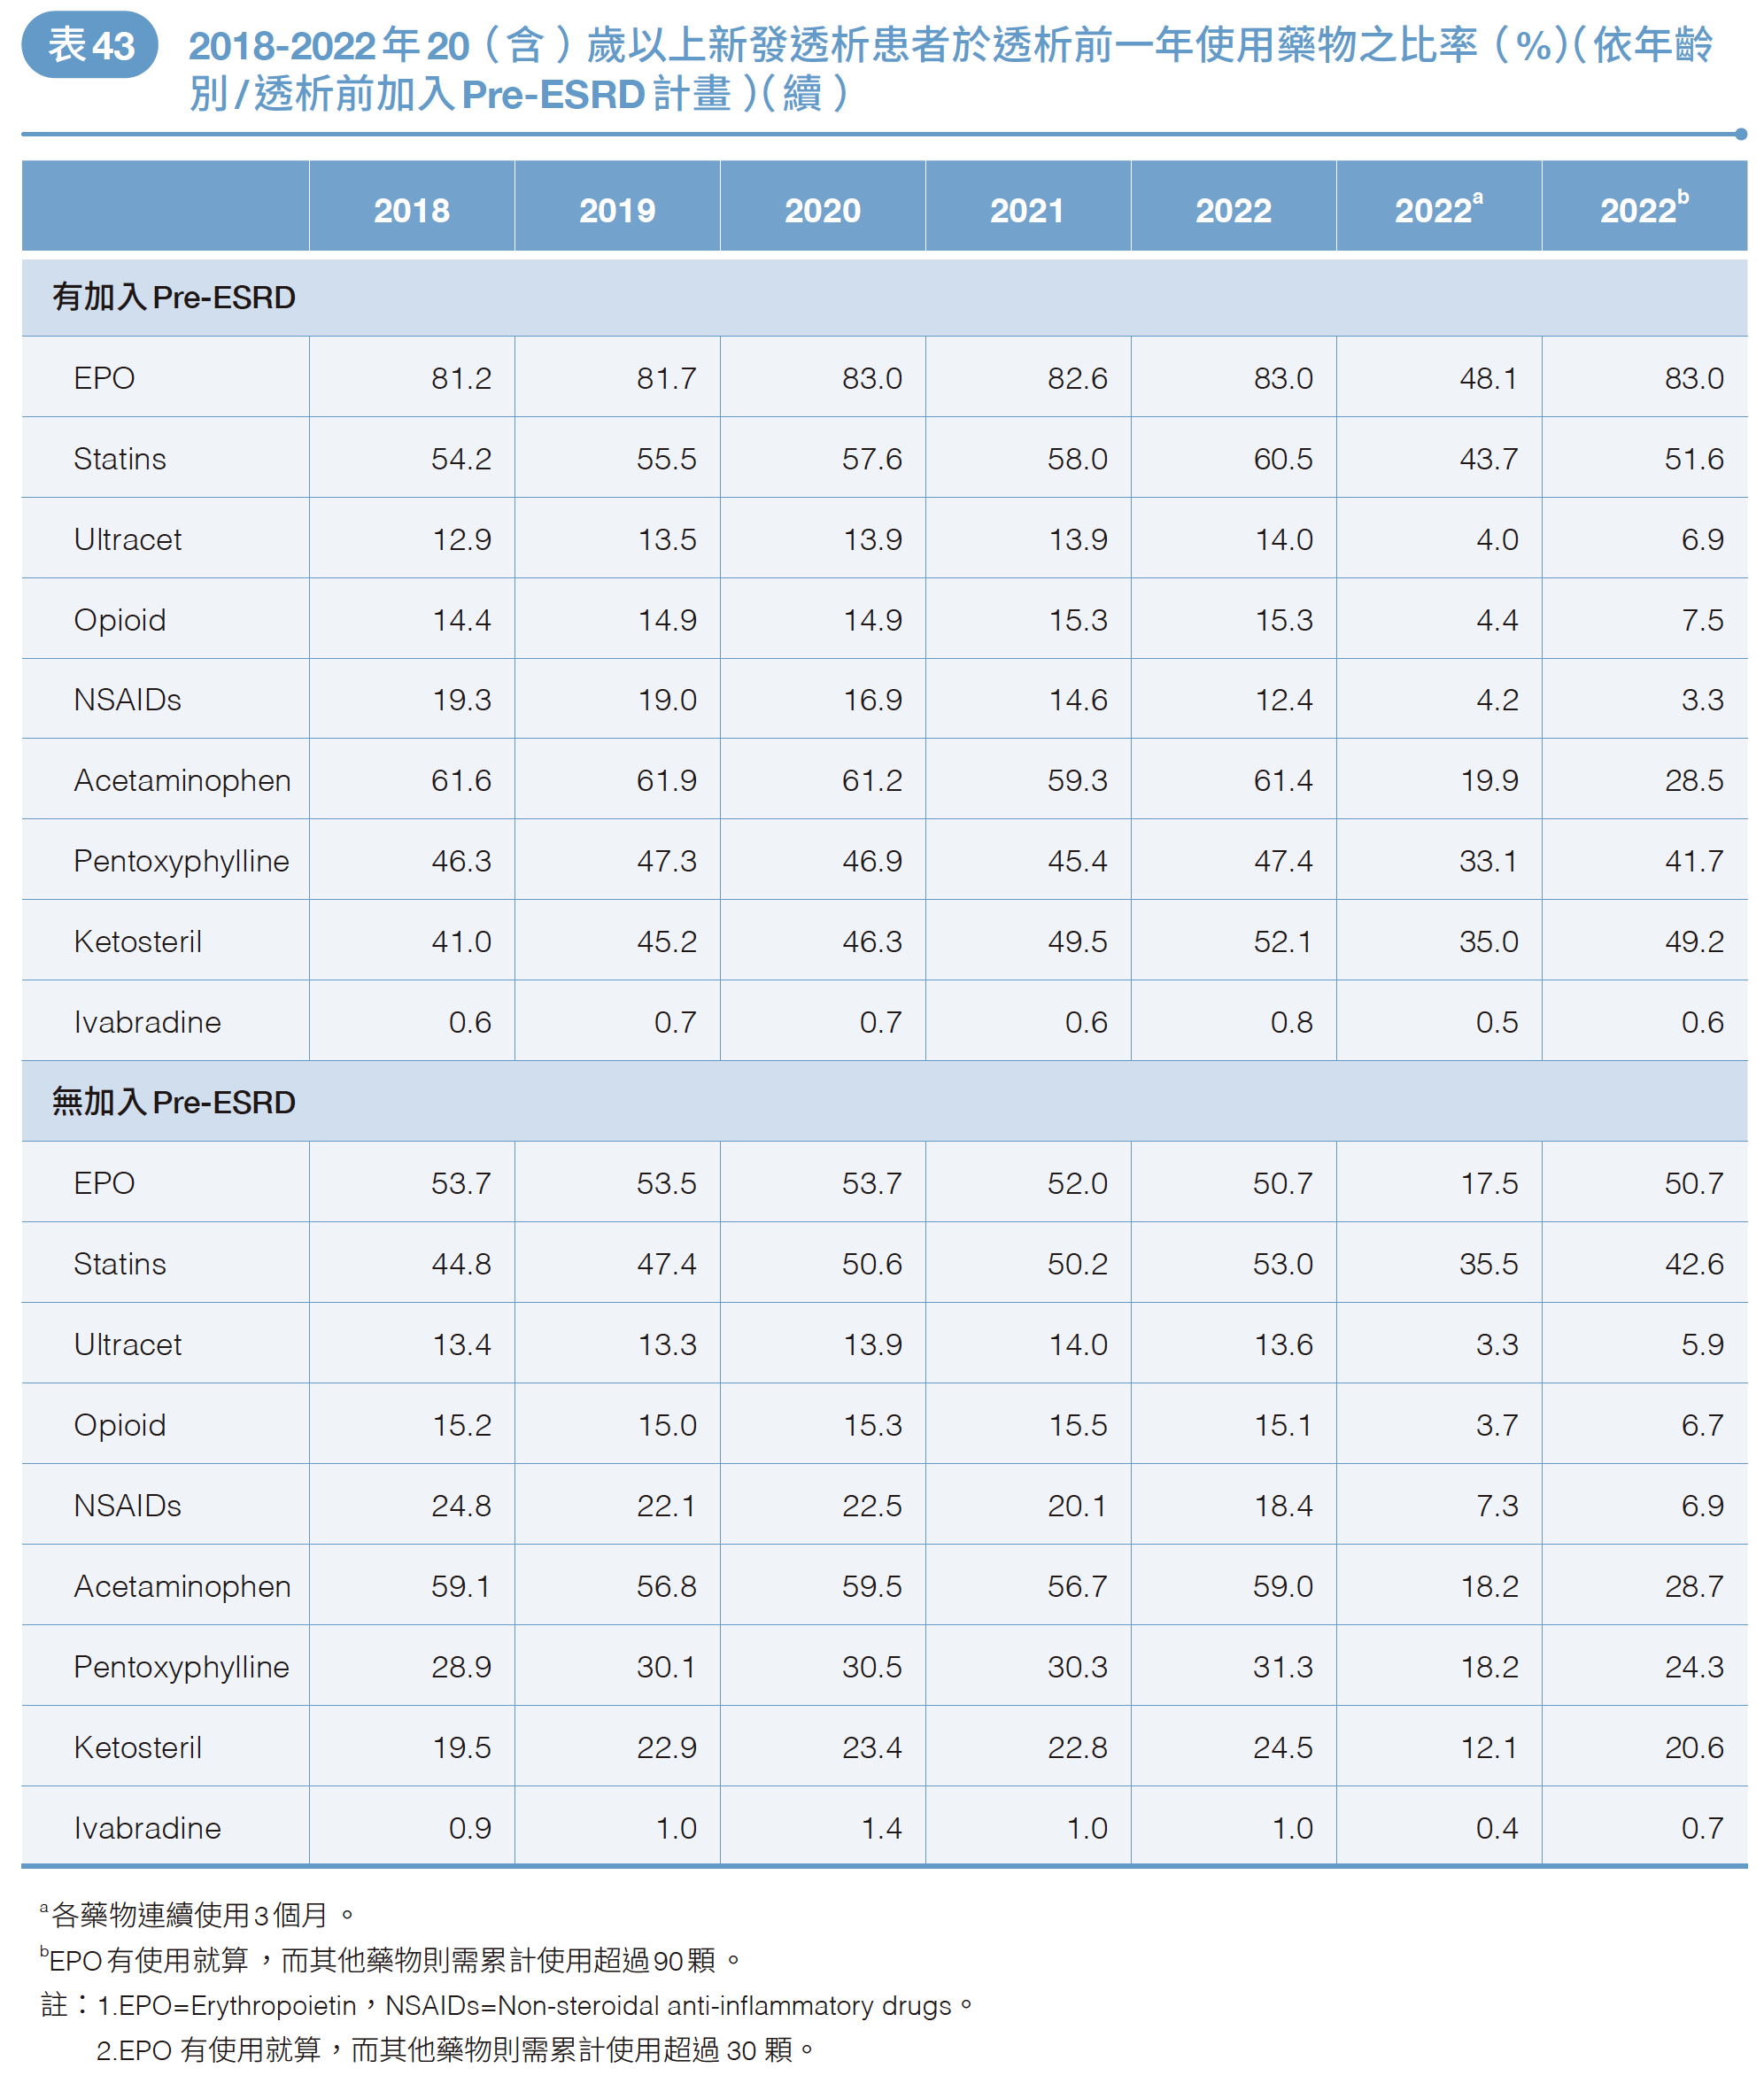 表43 2018-2022年20（含）歲以上新發透析患者於透析前一年使用藥物之比率（%）（依年齡
別/透析前加入Pre-ESRD計畫）（續）
2018 2019 2020 2021 2022 2022a 2022b
有加入Pre-ESRD
EPO 81.2 81.7 83.0 82.6 83.0 48.1 83.0
Statins 54.2 55.5 57.6 58.0 60.5 43.7 51.6
Ultracet 12.9 13.5 13.9 13.9 14.0 4.0 6.9
Opioid 14.4 14.9 14.9 15.3 15.3 4.4 7.5
NSAIDs 19.3 19.0 16.9 14.6 12.4 4.2 3.3
Acetaminophen 61.6 61.9 61.2 59.3 61.4 19.9 28.5
Pentoxyphylline 46.3 47.3 46.9 45.4 47.4 33.1 41.7
Ketosteril 41.0 45.2 46.3 49.5 52.1 35.0 49.2
Ivabradine 0.6 0.7 0.7 0.6 0.8 0.5 0.6
無加入Pre-ESRD
EPO 53.7 53.5 53.7 52.0 50.7 17.5 50.7
Statins 44.8 47.4 50.6 50.2 53.0 35.5 42.6
Ultracet 13.4 13.3 13.9 14.0 13.6 3.3 5.9
Opioid 15.2 15.0 15.3 15.5 15.1 3.7 6.7
NSAIDs 24.8 22.1 22.5 20.1 18.4 7.3 6.9
Acetaminophen 59.1 56.8 59.5 56.7 59.0 18.2 28.7
Pentoxyphylline 28.9 30.1 30.5 30.3 31.3 18.2 24.3
Ketosteril 19.5 22.9 23.4 22.8 24.5 12.1 20.6
Ivabradine 0.9 1.0 1.4 1.0 1.0 0.4 0.7
a各藥物連續使用3個月。
bEPO有使用就算，而其他藥物則需累計使用超過90顆。
註：1.EPO=Erythropoietin，NSAIDs=Non-steroidal anti-inflammatory drugs。
2.EPO 有使用就算，而其他藥物則需累計使用超過 30 顆。